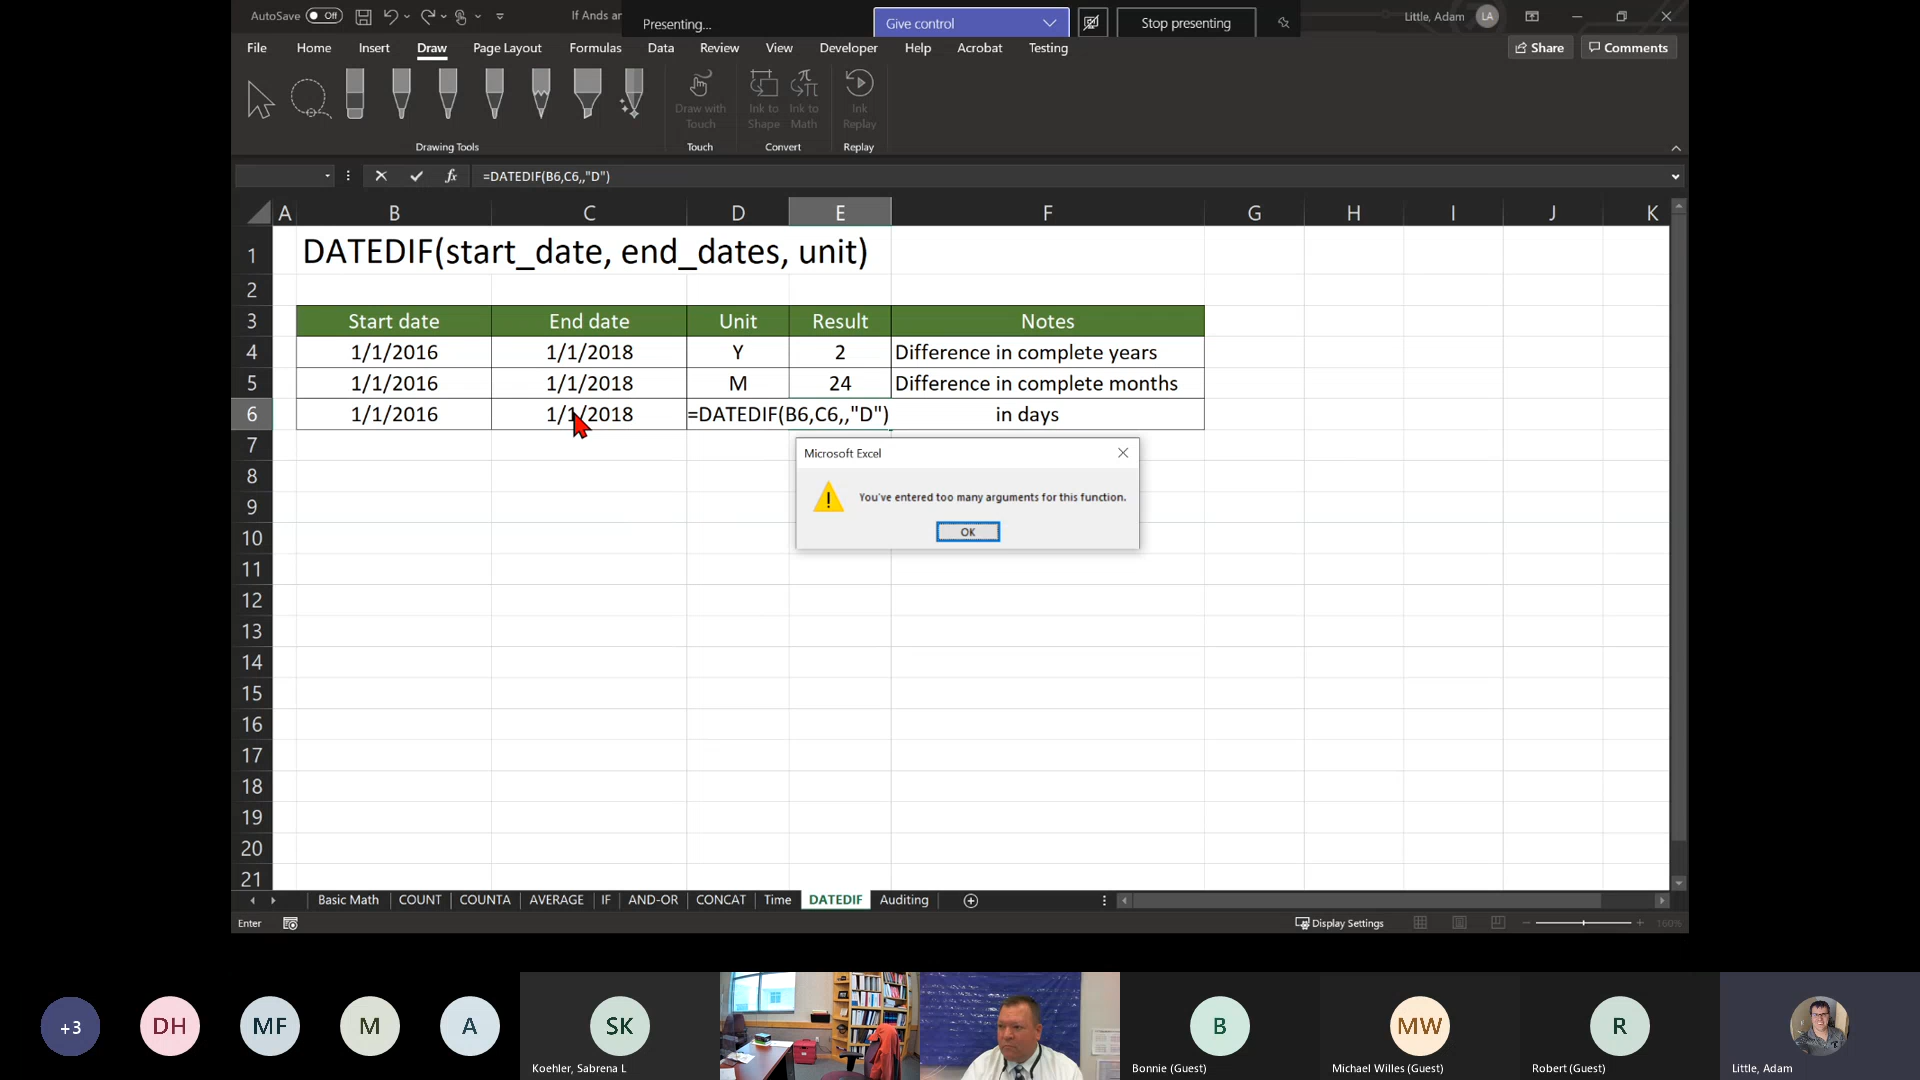 AutoSave Off
If Ands a
Presenting...
Give control
Stop presenting
Little, Adam LA
File Home Insert Draw Page Layout Formulas Data Review View Developer Help Acrobat Testing
Share Comments
Draw with Touch
Ink to Shape
Ink to Math
Ink Replay
Drawing Tools Touch Convert Replay
fx =DATEDIF(B6,C6,,"D")
A B C D E F G H I J K
1 DATEDIF(start_date, end_dates, unit)
2
3 Start date End date Unit Result Notes
4 1/1/2016 1/1/2018 Y 2 Difference in complete years
5 1/1/2016 1/1/2018 M 24 Difference in complete months
6 1/1/2016 1/1/2018 =DATEDIF(B6,C6,,"D") in days
7
Microsoft Excel
8
You've entered too many arguments for this function.
9
OK
10
11
12
13
14
15
16
17
18
19
20
21
Basic Math COUNT COUNTA AVERAGE IF AND-OR CONCAT Time DATEDIF Auditing
Enter
Display Settings
160%
+3 DH MF M A SK B MW R
Koehler, Sabrena L
Bonnie (Guest)
Michael Willes (Guest)
Robert (Guest)
Little, Adam